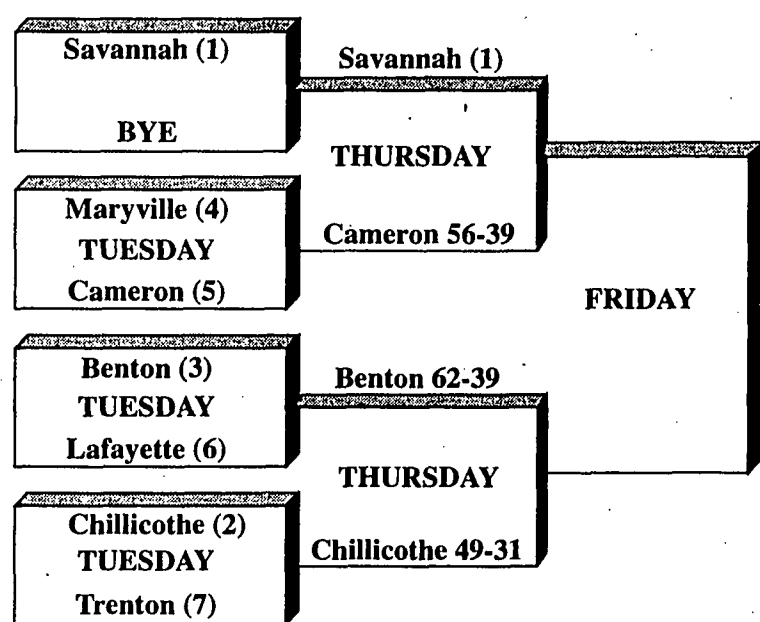 Savannah (1)
BYE
Maryville (4)
TUESDAY
Cameron (5)
Benton (3)
TUESDAY
Lafayette (6)
Chillicothe (2)
TUESDAY
Trenton (7)
Savannah (1)
THURSDAY
Cameron 56-39
Benton 62-39
THURSDAY
Chillicothe 49-31
FRIDAY